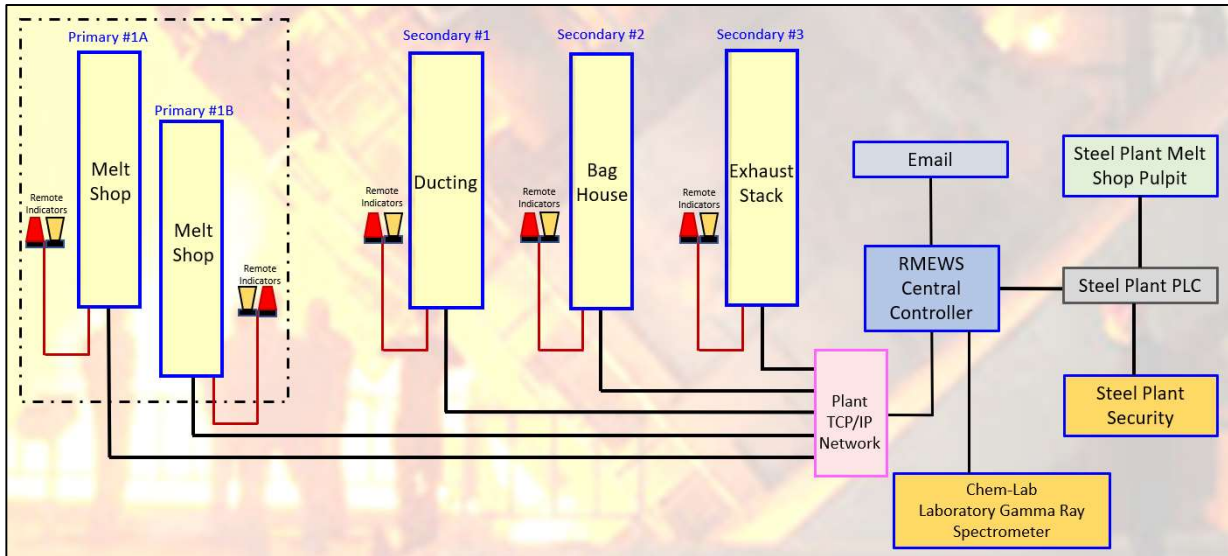 Primary #1A
Melt
Shop
Remote
Indicators
Primary #1B
Melt
Shop
Remote
Indicators
Secondary #1
Ducting
Remote
Indicators
Secondary #2
Bag
House
Remote
Indicators
Secondary #3
Exhaust
Stack
Remote
Indicators
Plant
TCP/IP
Network
Email
RMEWS
Central
Controller
Chem-Lab
Laboratory Gamma Ray
Spectrometer
Steel Plant Melt
Shop Pulpit
Steel Plant PLC
Steel Plant
Security